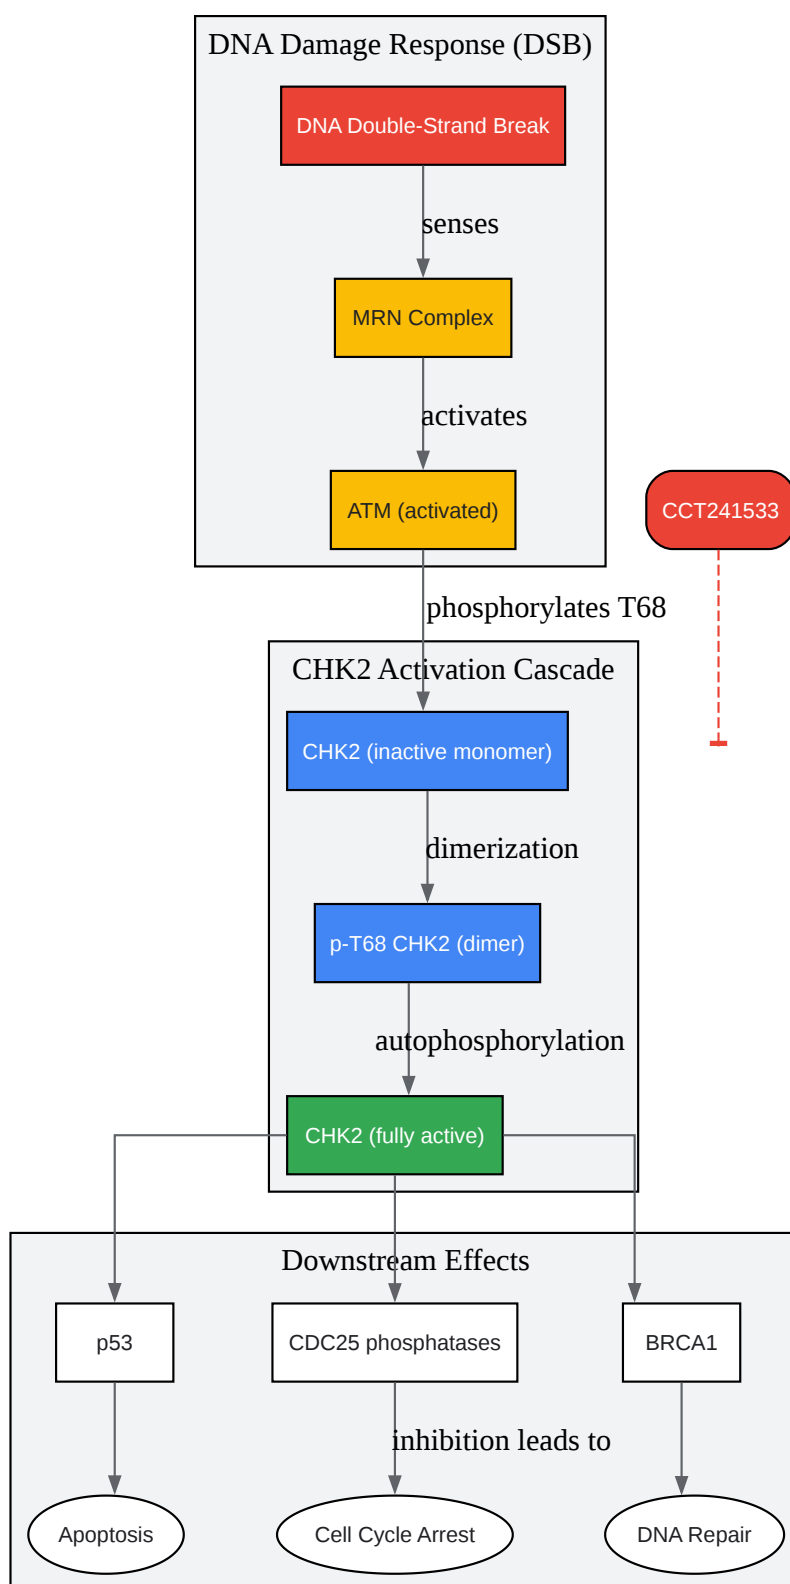 DNA Damage Response (DSB)
DNA Double-Strand Break
senses
MRN Complex
activates
ATM (activated)
CCT241533
phosphorylates T68
CHK2 Activation Cascade
CHK2 (inactive monomer)
dimerization
p-T68 CHK2 (dimer)
autophosphorylation
CHK2 (fully active)
Downstream Effects
p53
CDC25 phosphatases
BRCA1
inhibition leads to
Apoptosis
Cell Cycle Arrest
DNA Repair